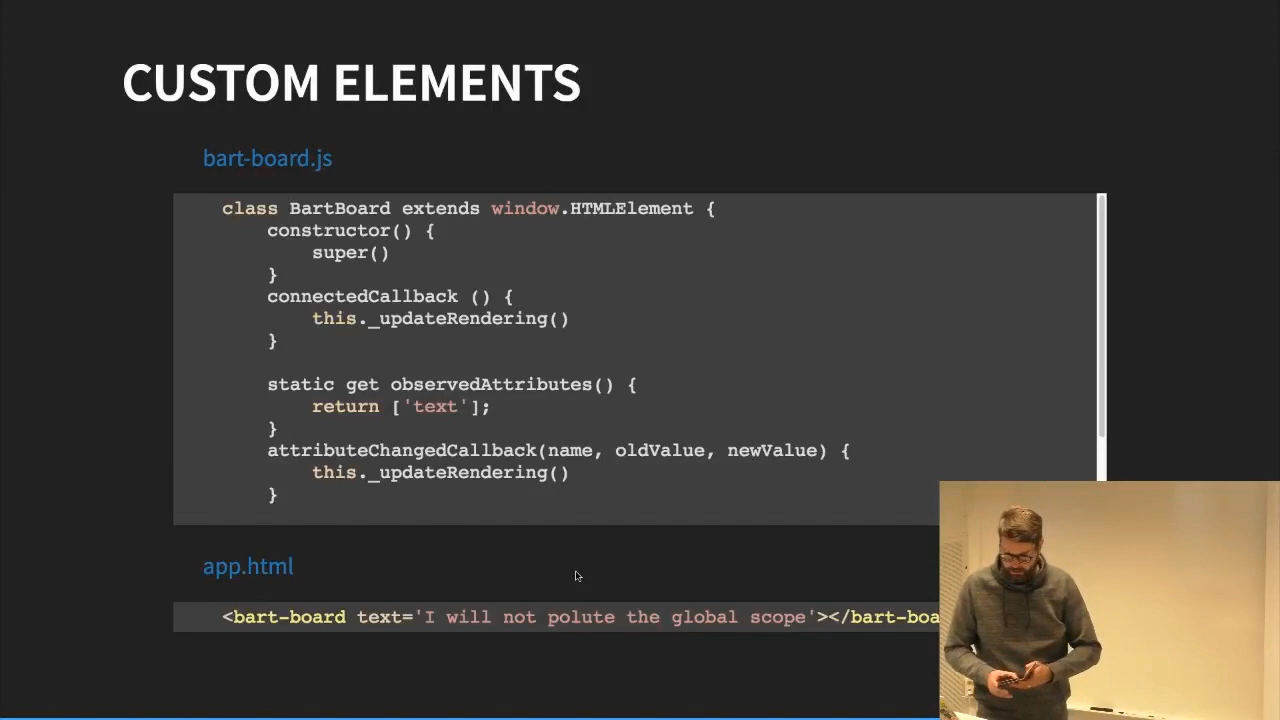 CUSTOM ELEMENTS
bart-board.js
class BartBoard extends window.HTMLElement {
constructor() {
super()
}
connectedCallback () {
this._updateRendering()
}
static get observedAttributes() {
return ['text'];
}
attributeChangedCallback(name, oldValue, newValue) {
this._updateRendering()
}
app.html
<bart-board text='I will not polute the global scope'></bart-boa